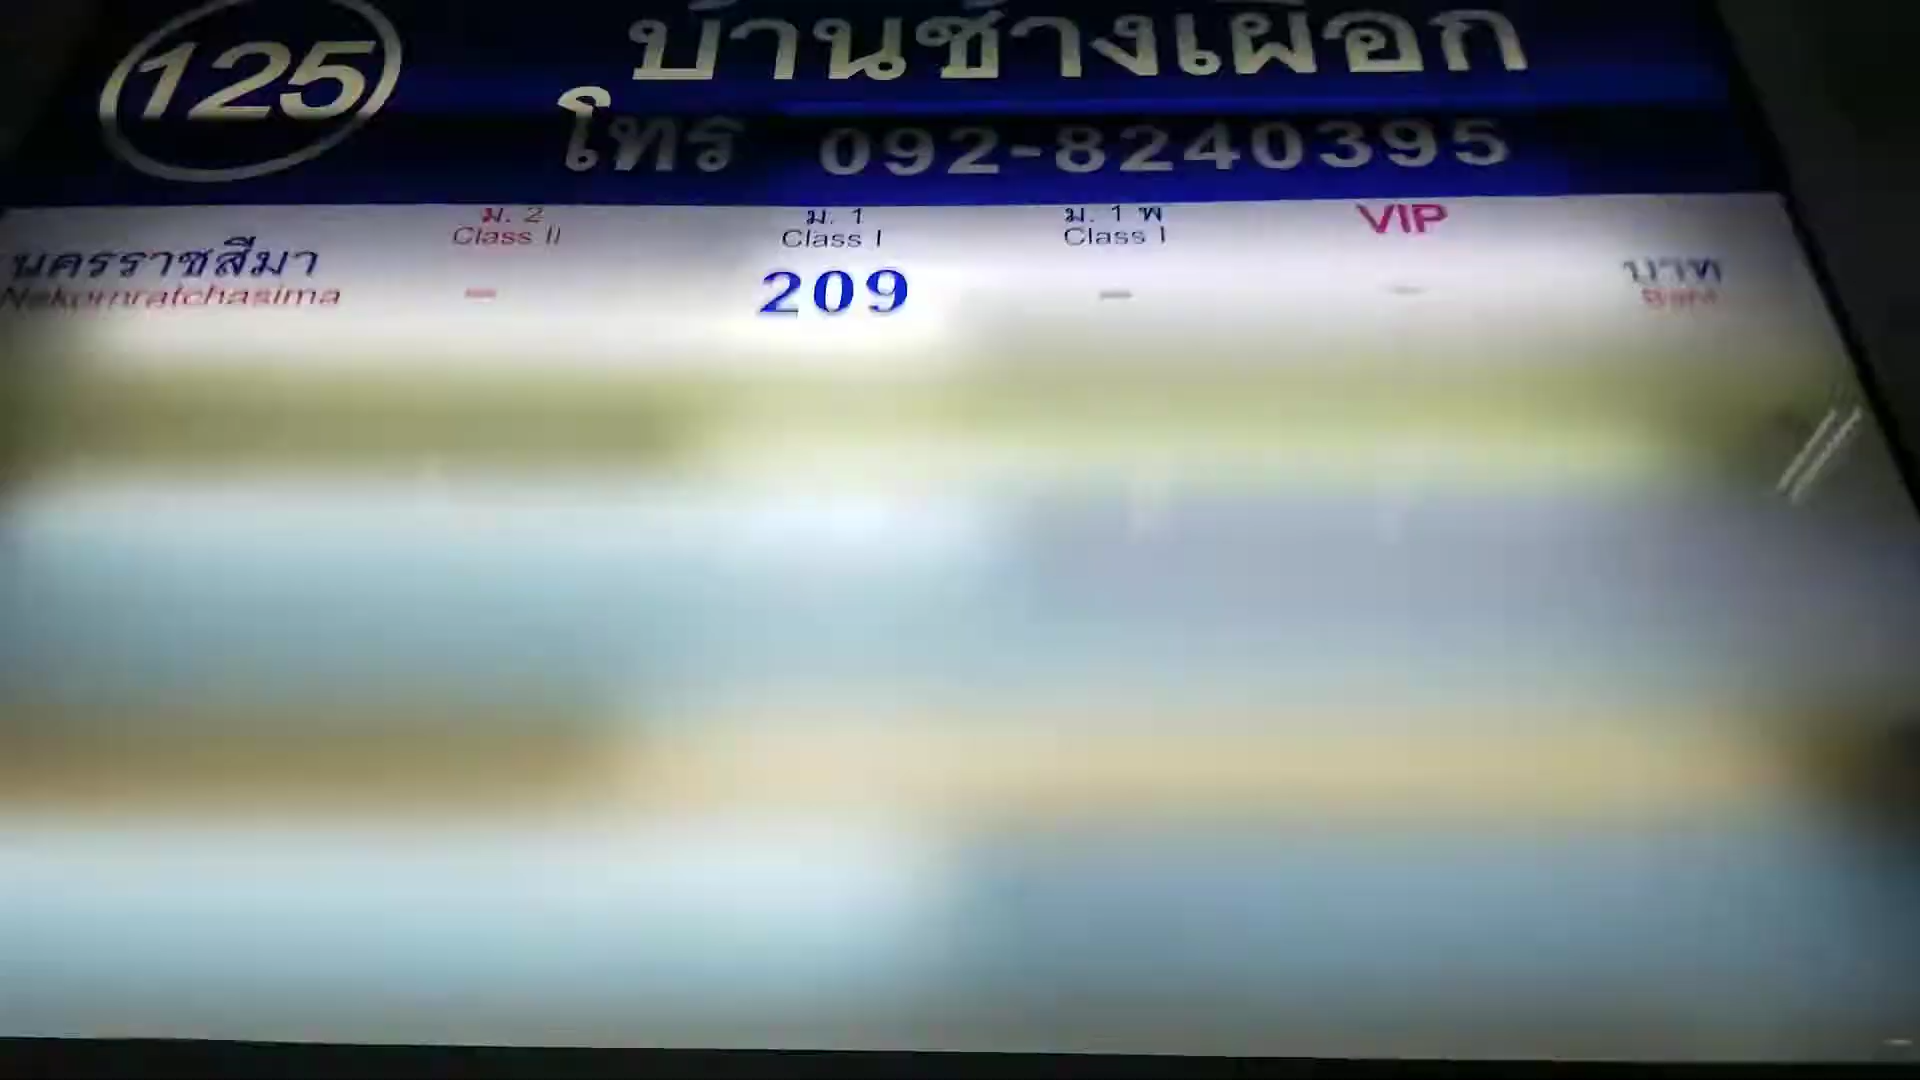 125
บ้านช้างเผือก
โทร 092-8240395
ม. 2 ม. 1 ม. 1 พ VIP
Class II Class I Class I
นครราชสีมา บาท
Nakornratchasima - 209 - - Baht